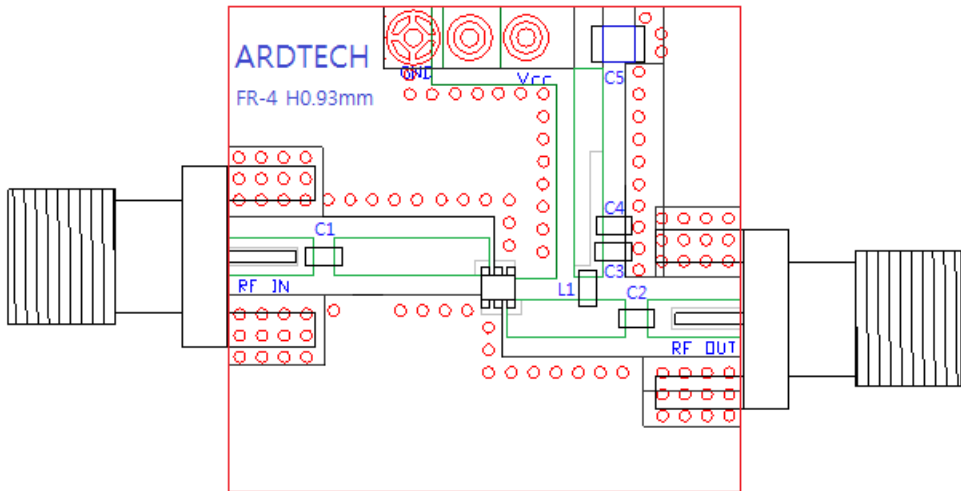 ARDTECH
GND
Vcc
C5
FR-4 H0.93mm
C4
C1
C3
RF IN
L1
C2
RF OUT